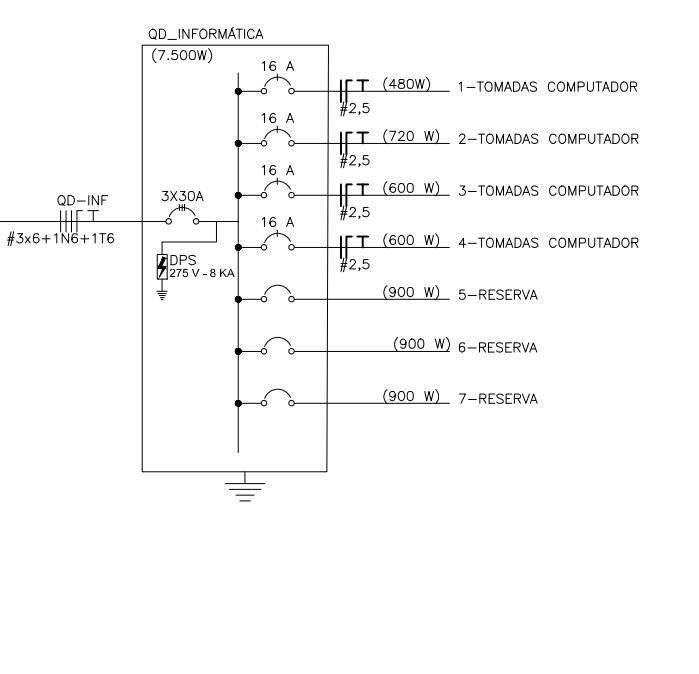 QD_INFORMÁTICA
(7.500W)
16 A
(480W) 1-TOMADAS COMPUTADOR
#2,5
16 A
(720 W) 2-TOMADAS COMPUTADOR
#2,5
16 A
(600 W) 3-TOMADAS COMPUTADOR
#2,5
QD-INF
#3x6+1N6+1T6
3X30A
16 A
(600 W) 4-TOMADAS COMPUTADOR
#2,5
DPS
275 V - 8 KA
(900 W) 5-RESERVA
(900 W) 6-RESERVA
(900 W) 7-RESERVA